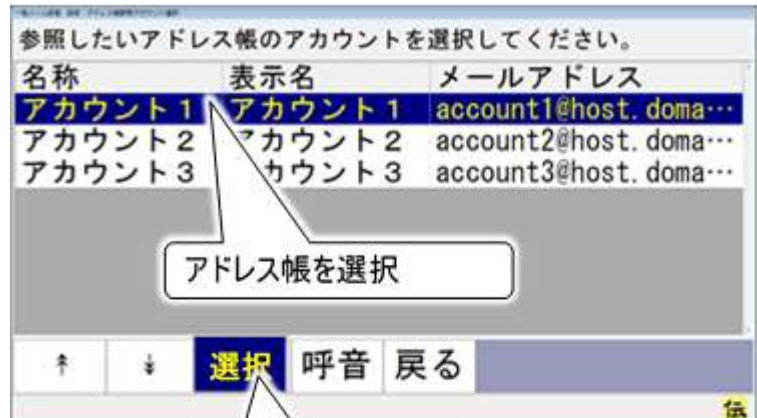 参照したいアドレス帳のアカウントを選択してください。
名称 表示名 メールアドレス
アカウント1 アカウント1 account1@host.doma…
アカウント2 カウント2 account2@host.doma…
アカウント3 カウント3 account3@host.doma…
アドレス帳を選択
↟ ↡ 選択 呼音 戻る